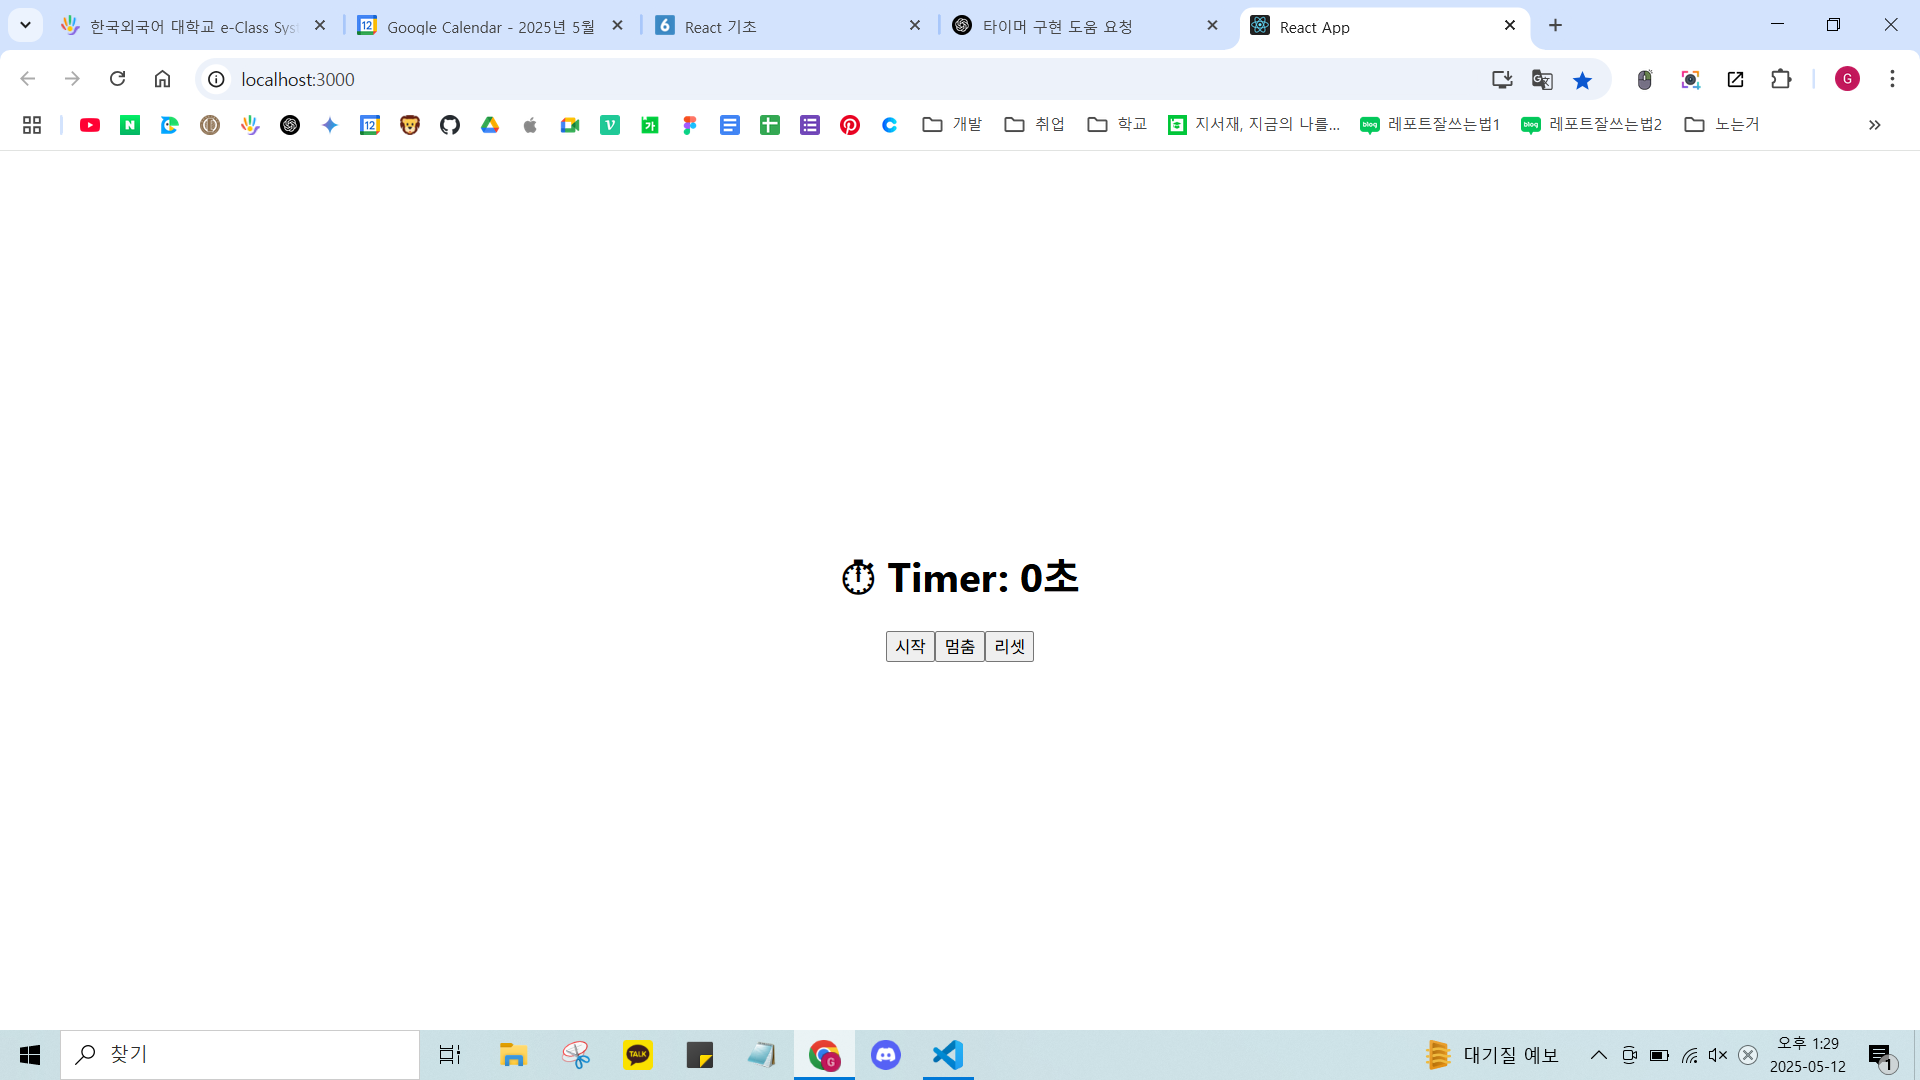 한국외국어 대학교 e-Class Sys
Google Calendar - 2025년 5월
React 기초
타이머 구현 도움 요청
React App
localhost:3000
G
12
개발
취업
학교
지서재, 지금의 나를...
레포트잘쓰는법1
레포트잘쓰는법2
노는거
Timer: 0초
시작
멈춤
리셋
찾기
TALK
대기질 예보
오후 1:29
2025-05-12
1